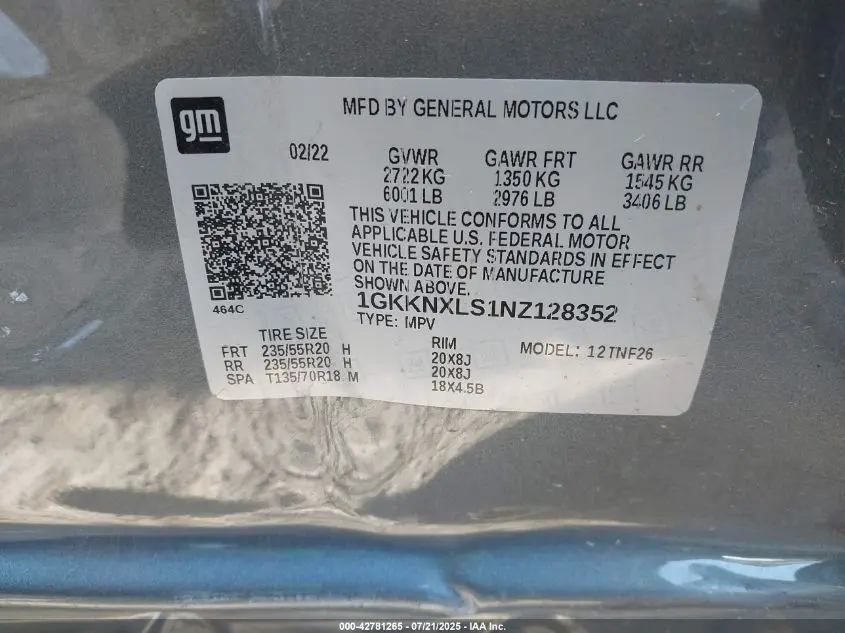 gm
MFD BY GENERAL MOTORS LLC
02/22
GVWR GAWR FRT GAWR RR
2722 KG 1350 KG 1545 KG
6001 LB 2976 LB 3406 LB
THIS VEHICLE CONFORMS TO ALL
APPLICABLE U.S. FEDERAL MOTOR
VEHICLE SAFETY STANDARDS IN EFFECT
ON THE DATE OF MANUFACTURE
SHOWN ABOVE.
464C
1GKKNXLS1NZ128352
TYPE: MPV
TIRE SIZE RIM MODEL: 12TNF26
FRT 235/55R20 H 20X8J
RR 235/55R20 H 20X8J
SPA T135/70R18 M 18X4.5B
000-42781265 / 07/21/2025 - IAA Inc.